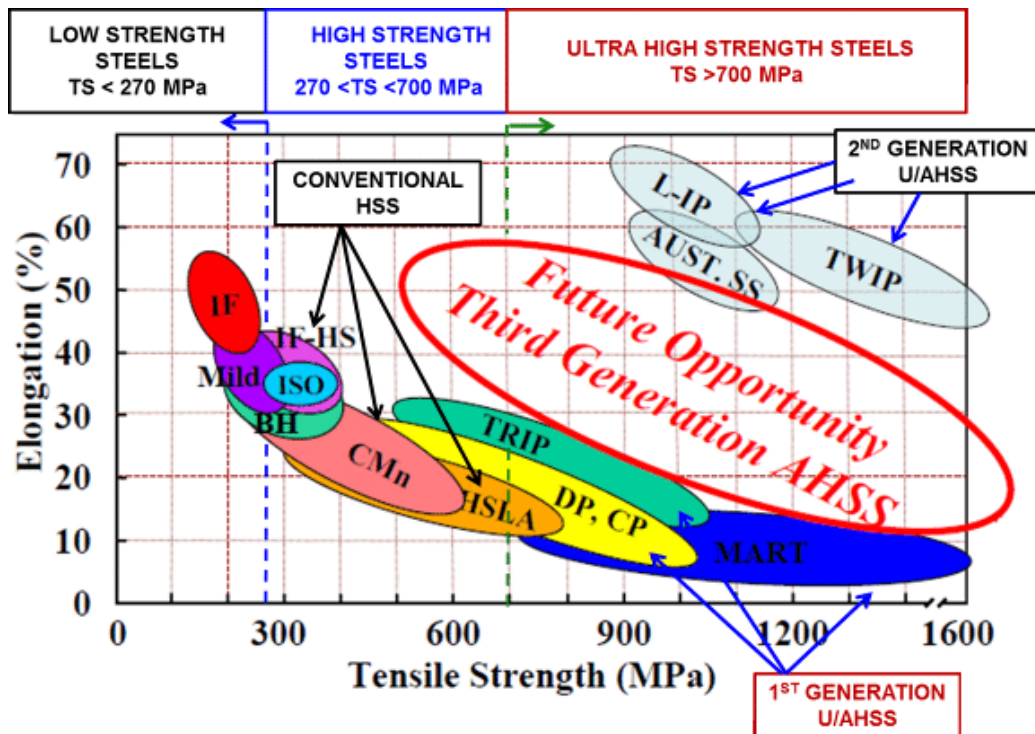 LOW STRENGTH
STEELS
TS < 270 MPa
HIGH STRENGTH
STEELS
270 <TS <700 MPa
ULTRA HIGH STRENGTH STEELS
TS >700 MPa
2ND GENERATION
U/AHSS
CONVENTIONAL
HSS
L-IP
AUST. SS
TWIP
Future Opportunity
Third Generation AHSS
IF
IF-HS
Mild
ISO
BH
CMn
HSLA
TRIP
DP, CP
MART
Elongation (%)
70
60
50
40
30
20
10
0
0 300 600 900 1200 1600
Tensile Strength (MPa)
1ST GENERATION
U/AHSS